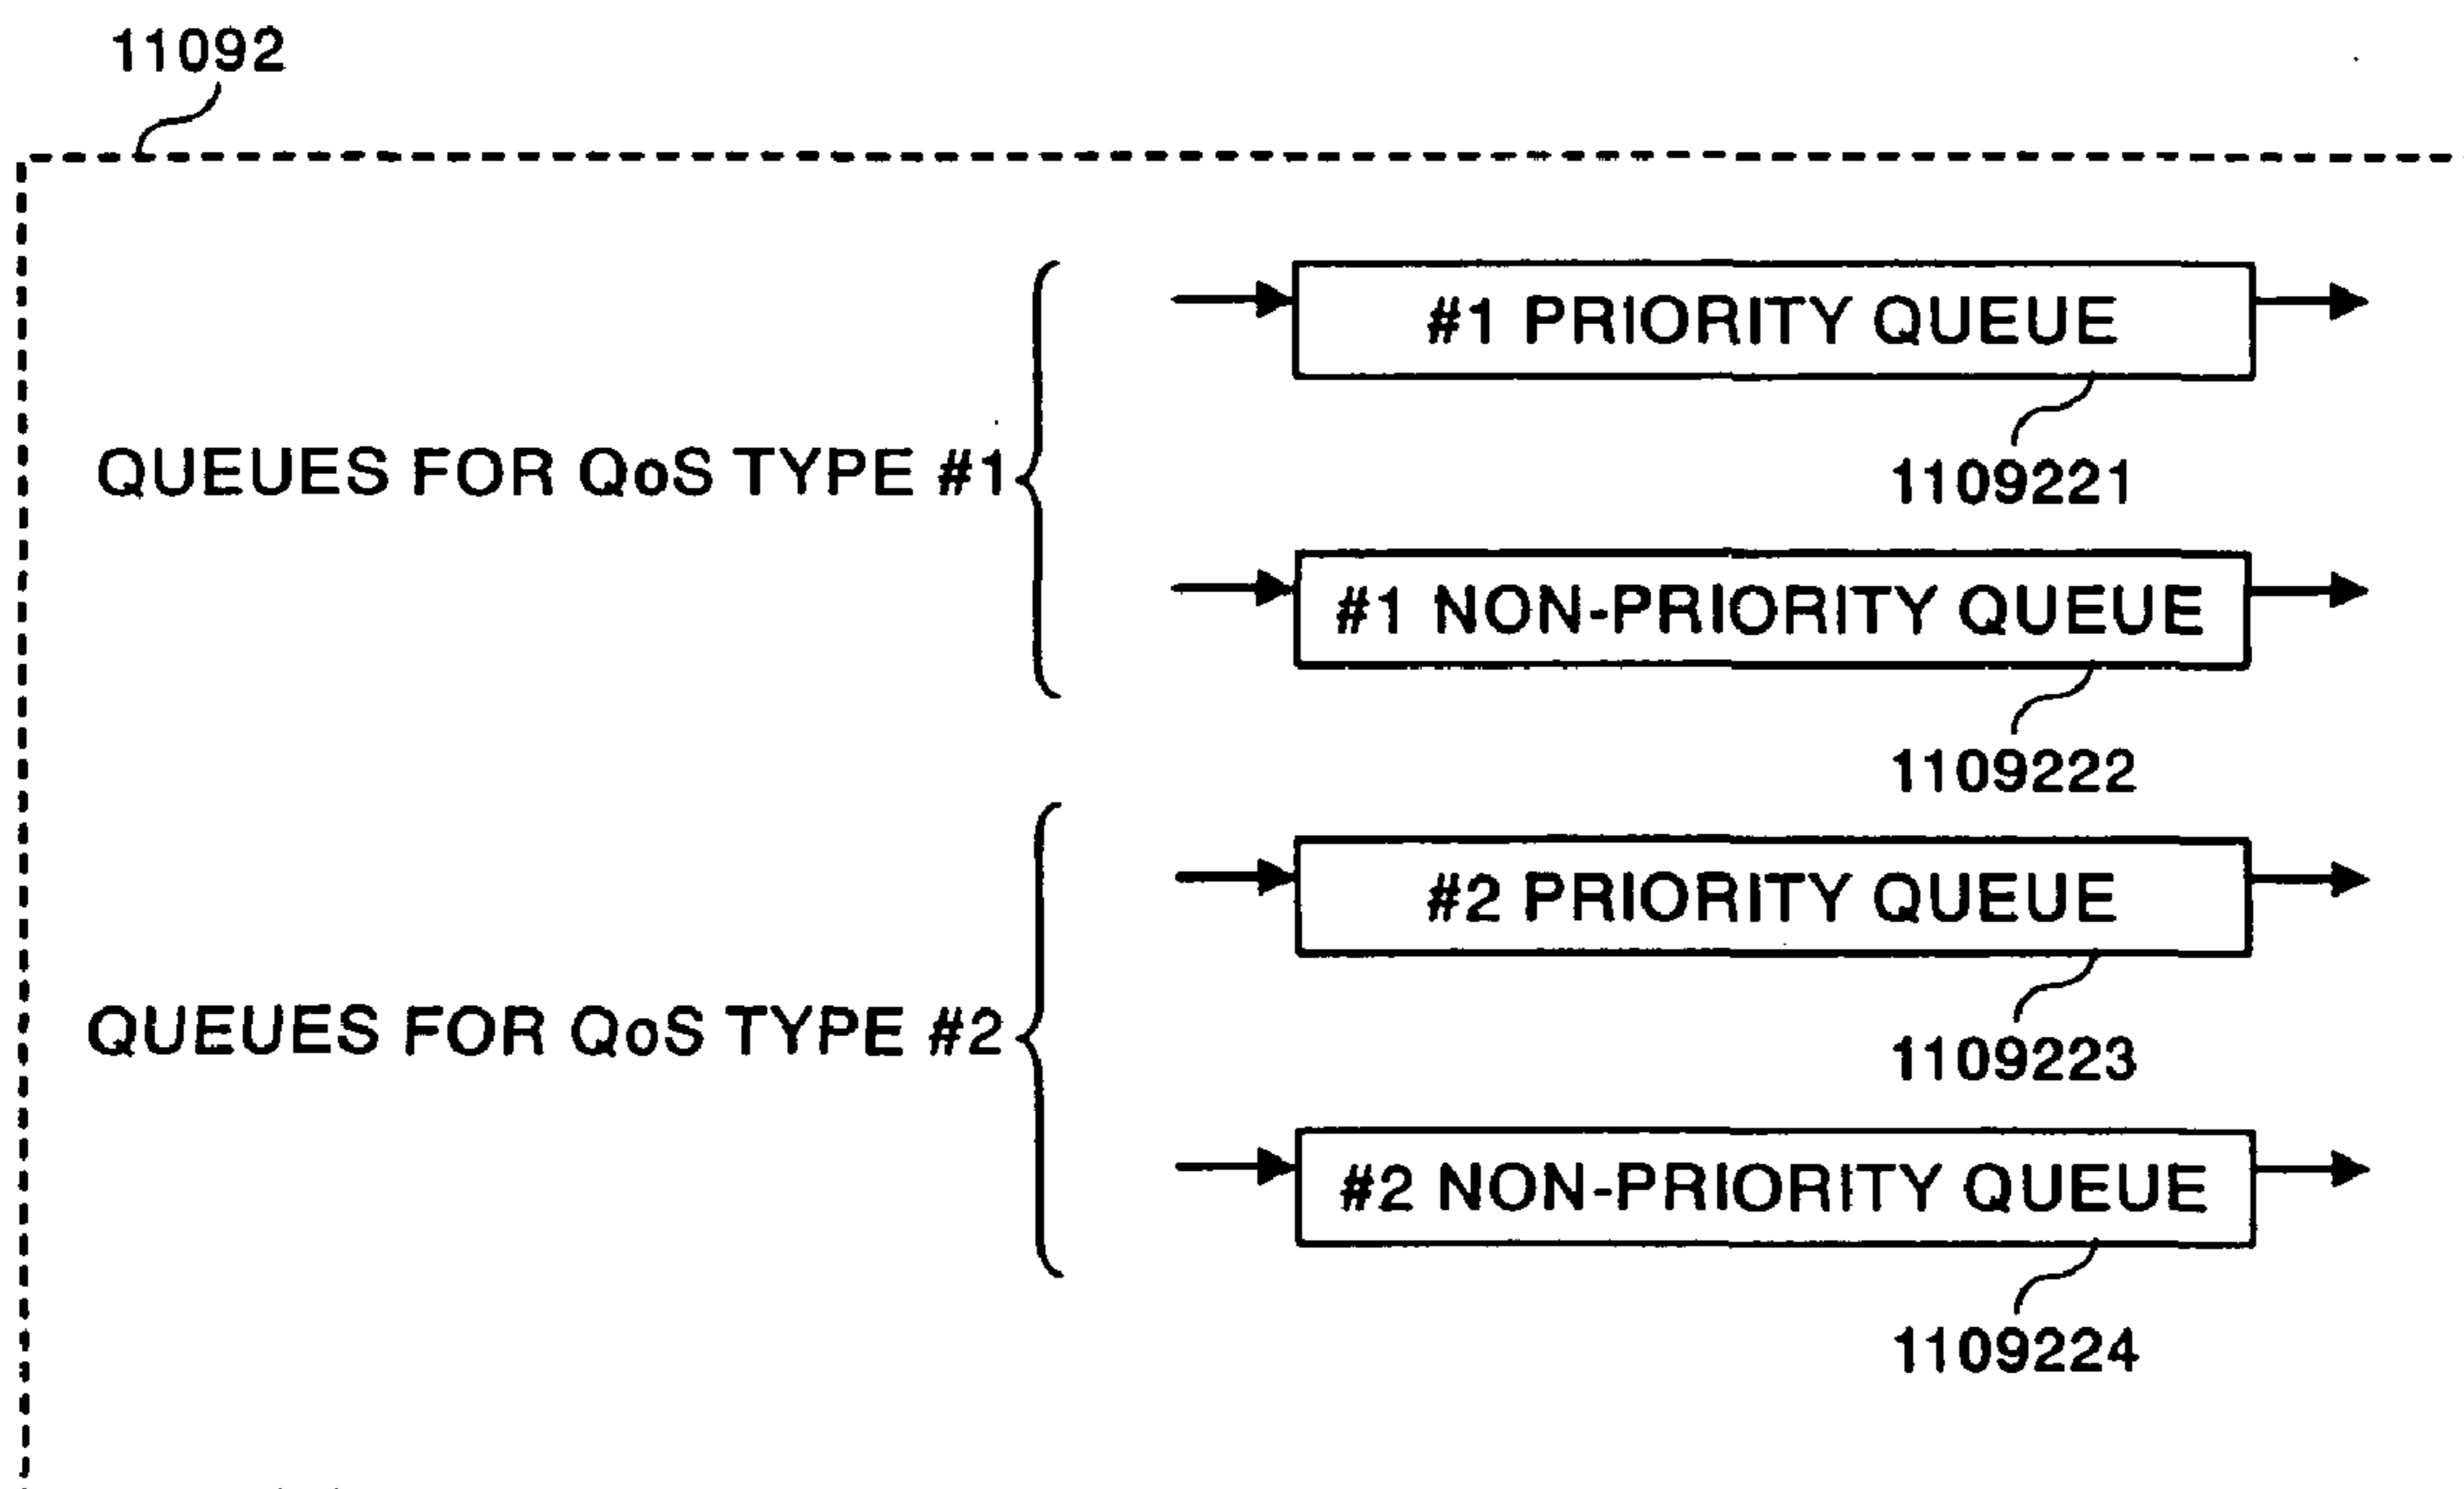 11092
#1 PRIORITY QUEUE
QUEUES FOR QoS TYPE #1
1109221
#1 NON-PRIORITY QUEUE
1109222
#2 PRIORITY QUEUE
QUEUES FOR QoS TYPE #2
1109223
#2 NON-PRIORITY QUEUE
1109224